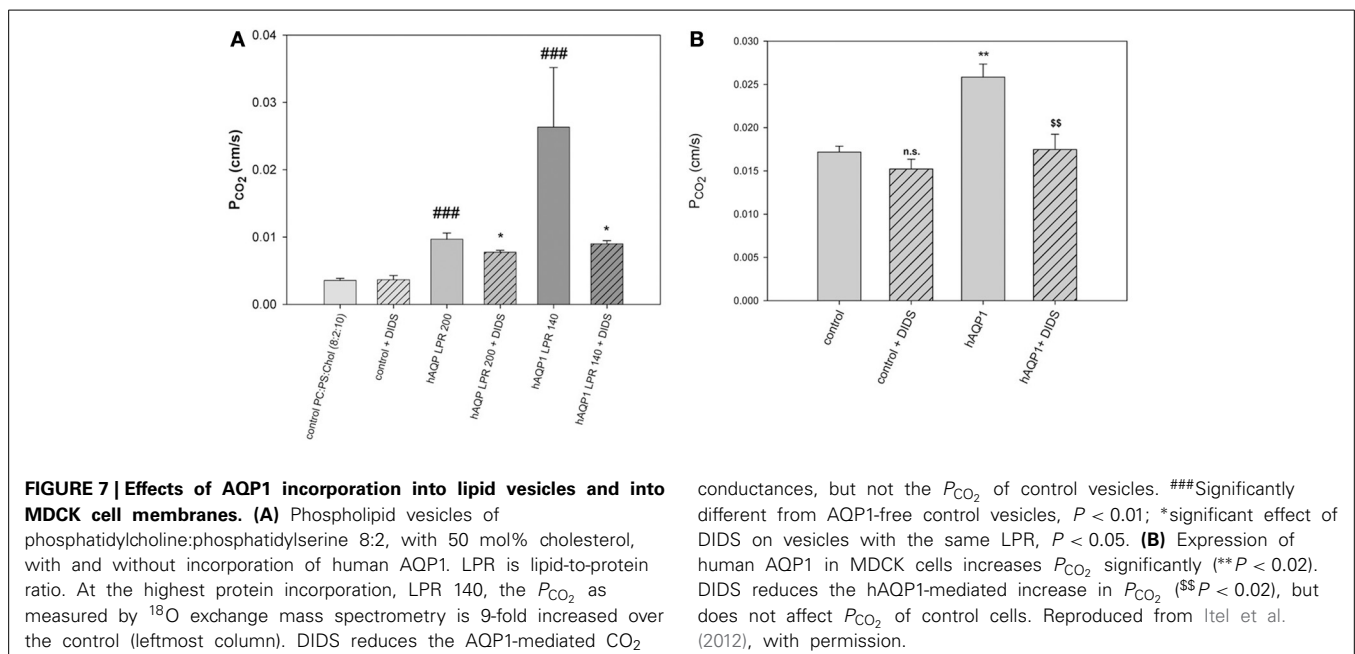 A
0.04
0.03
0.02
0.01
0.00
P_CO2 (cm/s)
###
*
###
*
control PC:PS:Chol (8:2:10)
control + DIDS
hAQP LPR 200
hAQP LPR 200 + DIDS
hAQP1 LPR 140
hAQP1 LPR 140 + DIDS
B
0.030
0.025
0.020
0.015
0.010
0.005
0.000
P_CO2 (cm/s)
n.s.
**
$$
control
control + DIDS
hAQP1
hAQP1+ DIDS
FIGURE 7 | Effects of AQP1 incorporation into lipid vesicles and into
MDCK cell membranes. (A) Phospholipid vesicles of
phosphatidylcholine:phosphatidylserine 8:2, with 50 mol% cholesterol,
with and without incorporation of human AQP1. LPR is lipid-to-protein
ratio. At the highest protein incorporation, LPR 140, the P_CO2 as
measured by ¹⁸O exchange mass spectrometry is 9-fold increased over
the control (leftmost column). DIDS reduces the AQP1-mediated CO₂
conductances, but not the P_CO2 of control vesicles. ###Significantly
different from AQP1-free control vesicles, P < 0.01; *significant effect of
DIDS on vesicles with the same LPR, P < 0.05. (B) Expression of
human AQP1 in MDCK cells increases P_CO2 significantly (**P < 0.02).
DIDS reduces the hAQP1-mediated increase in P_CO2 ($$P < 0.02), but
does not affect P_CO2 of control cells. Reproduced from Itel et al.
(2012), with permission.